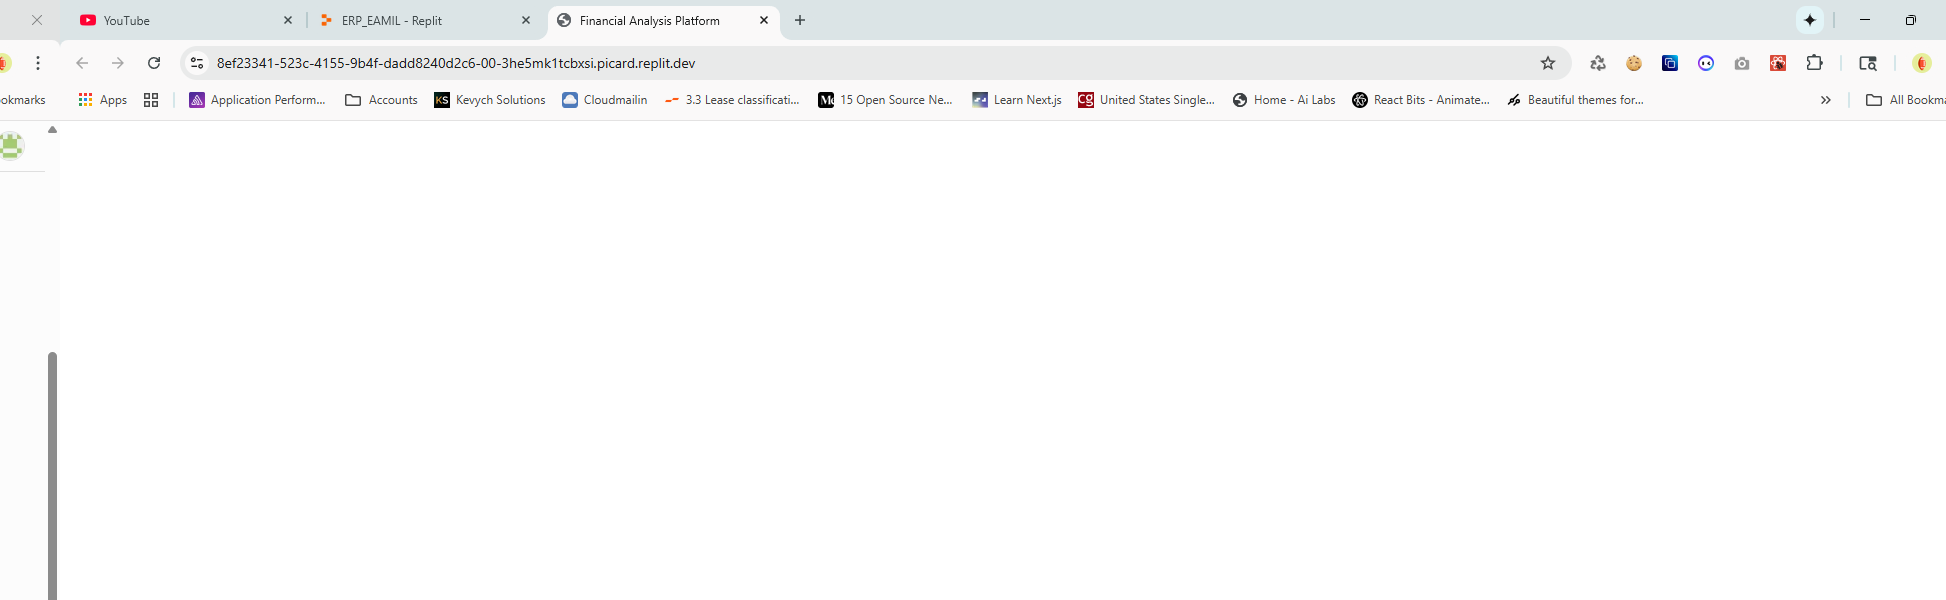 YouTube
ERP_EAMIL - Replit
Financial Analysis Platform
8ef23341-523c-4155-9b4f-dadd8240d2c6-00-3he5mk1tcbxsi.picard.replit.dev
okmarks
Apps
Application Perform...
Accounts
KS
Kevych Solutions
Cloudmailin
3.3 Lease classificati...
15 Open Source Ne...
Learn Next.js
cg
United States Single...
Home - Ai Labs
React Bits - Animate...
Beautiful themes for...
All Bookma